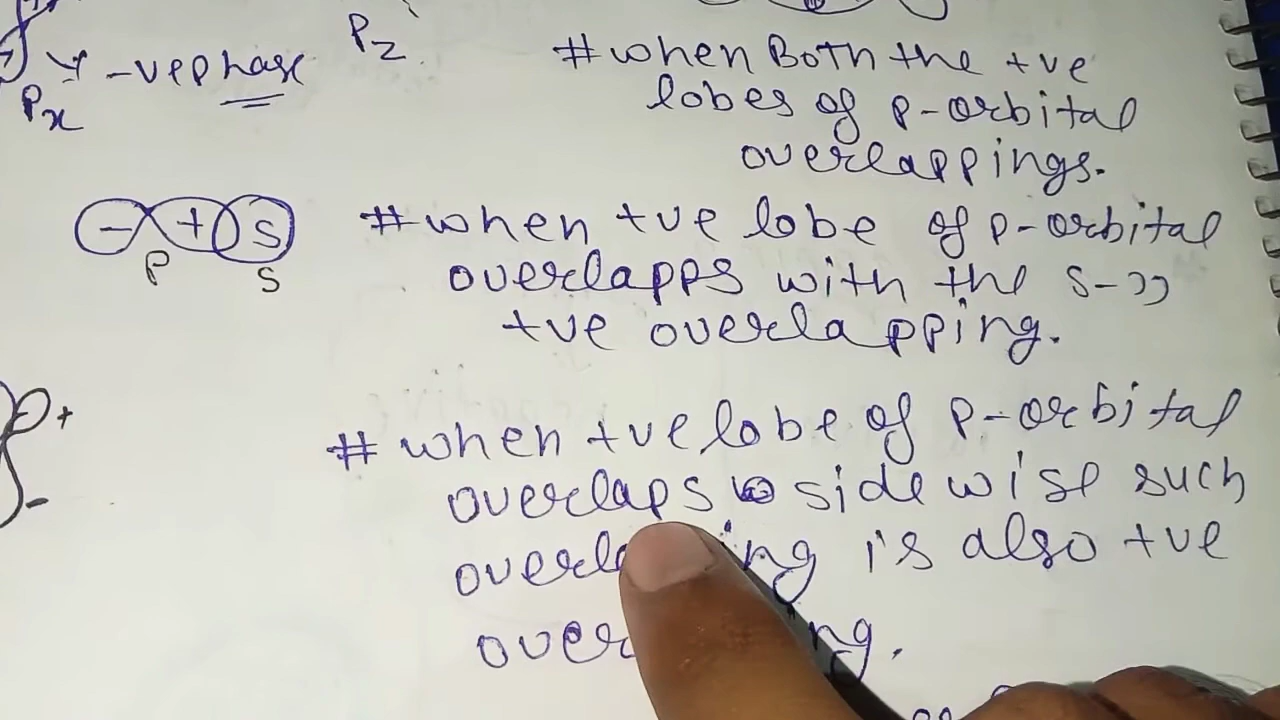 Pz
-ve phase
Px
# when Both the +ve
lobes of p-orbital
overlappings.
- + S
P S
# when +ve lobe of p-orbital
overlapps with the s-"
+ve overlapping.
+
-
# when +ve lobe of p-orbital
overlaps sidewise such
is also +ve